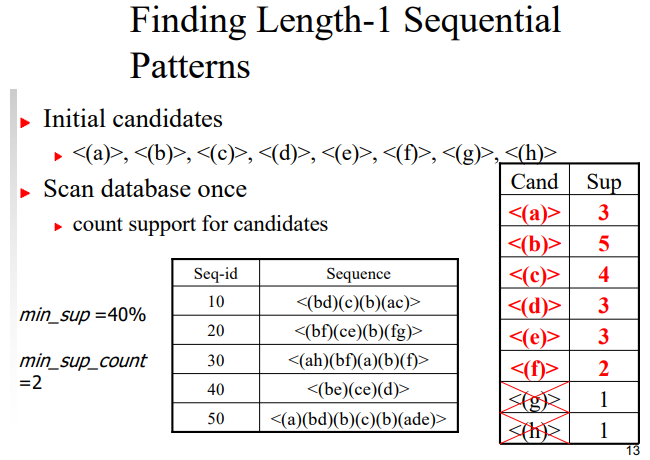 Finding Length-1 Sequential
Patterns
Initial candidates
<(a)>, <(b)>, <(c)>, <(d)>, <(e)>, <(f)>, <(g)>, <(h)>
Scan database once
count support for candidates
min_sup =40%
min_sup_count
=2
Seq-id Sequence
10 <(bd)(c)(b)(ac)>
20 <(bf)(ce)(b)(fg)>
30 <(ah)(bf)(a)(b)(f)>
40 <(be)(ce)(d)>
50 <(a)(bd)(b)(c)(b)(ade)>
Cand Sup
<(a)> 3
<(b)> 5
<(c)> 4
<(d)> 3
<(e)> 3
<(f)> 2
<(g)> 1
<(h)> 1
13